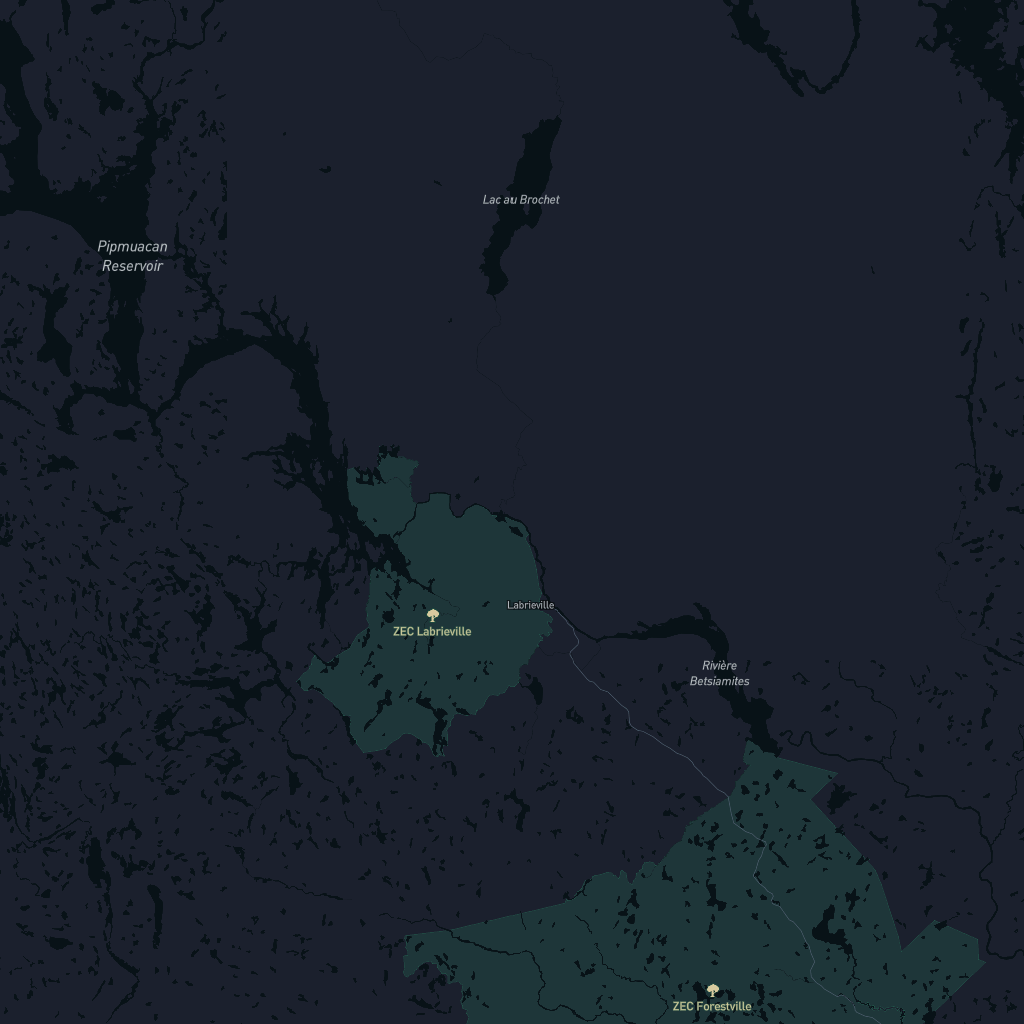 Lac au Brochet
Pipmuacan
Reservoir
Labrieville
ZEC Labrieville
Rivière
Betsiamites
ZEC Forestville